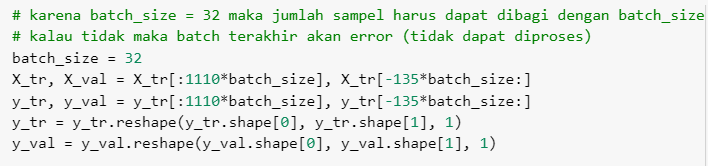 # karena batch_size = 32 maka jumlah sampel harus dapat dibagi dengan batch_size
# kalau tidak maka batch terakhir akan error (tidak dapat diproses)
batch_size = 32
X_tr, X_val = X_tr[:1110*batch_size], X_tr[-135*batch_size:]
y_tr, y_val = y_tr[:1110*batch_size], y_tr[-135*batch_size:]
y_tr = y_tr.reshape(y_tr.shape[0], y_tr.shape[1], 1)
y_val = y_val.reshape(y_val.shape[0], y_val.shape[1], 1)